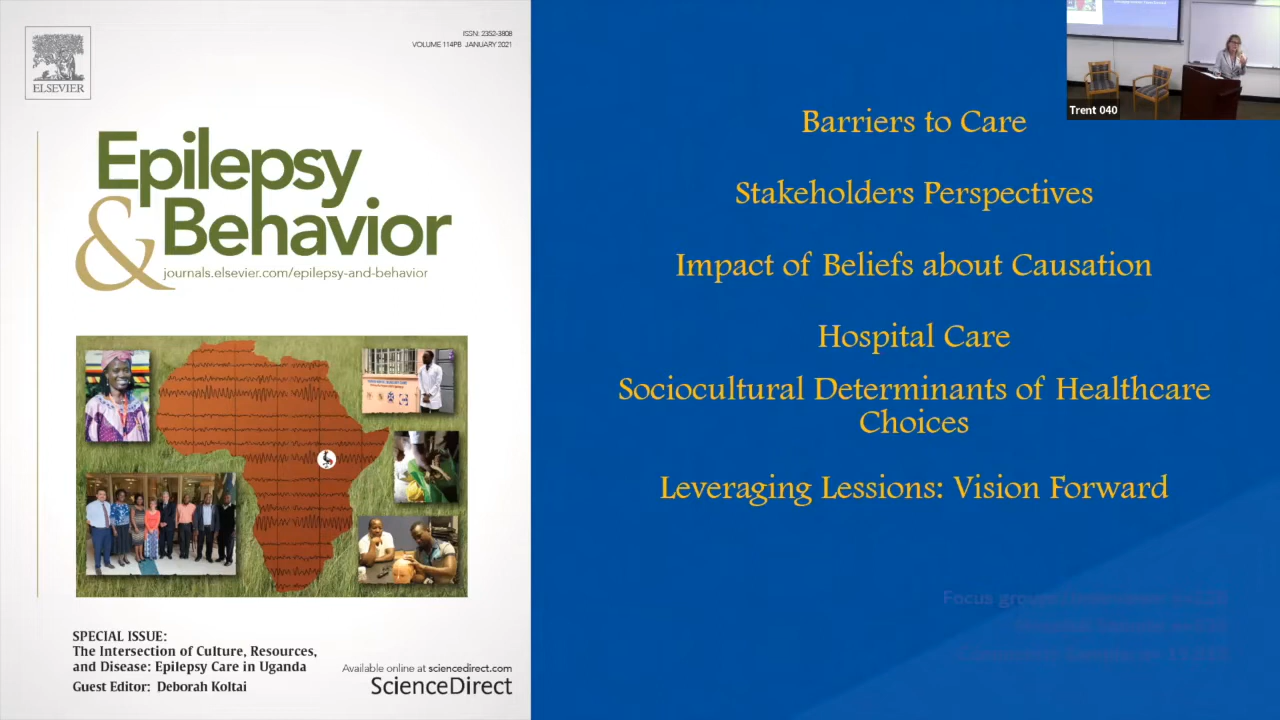 ELSEVIER
ISSN: 2352-3808
VOLUME 114PB JANUARY 2021
Epilepsy
& Behavior
journals.elsevier.com/epilepsy-and-behavior
SPECIAL ISSUE:
The Intersection of Culture, Resources,
and Disease: Epilepsy Care in Uganda
Guest Editor: Deborah Koltai
Available online at sciencedirect.com
ScienceDirect
Barriers to Care
Stakeholders Perspectives
Impact of Beliefs about Causation
Hospital Care
Sociocultural Determinants of Healthcare
Choices
Leveraging Lessions: Vision Forward
Focus
Trent 040